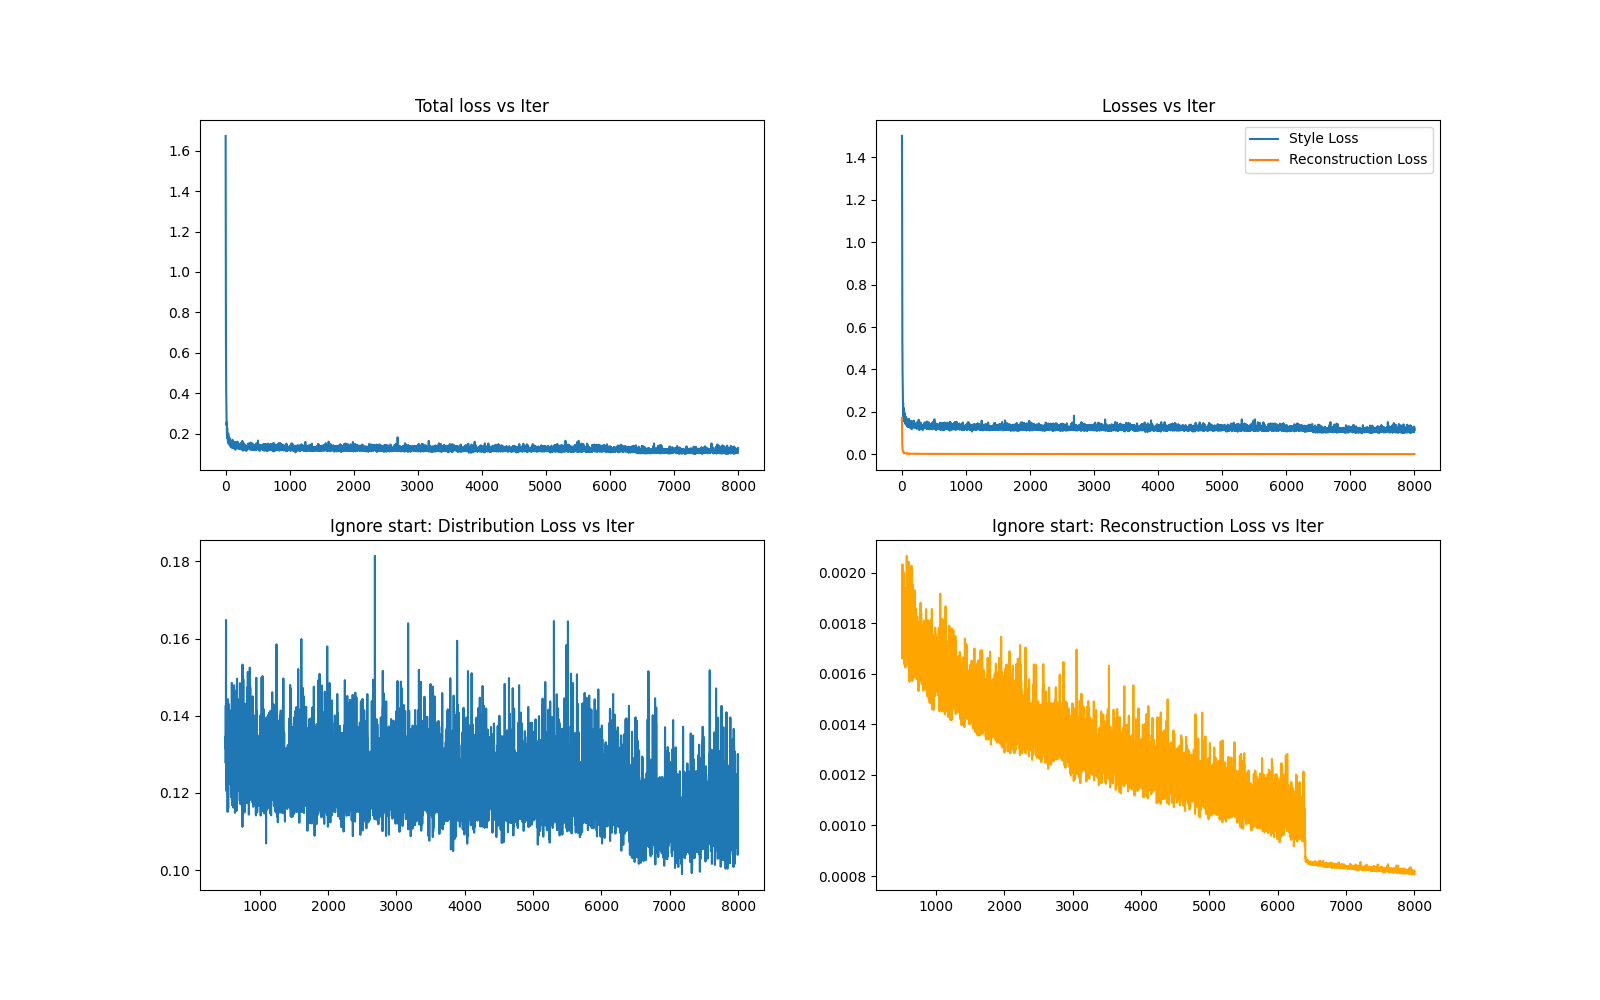 Total loss vs Iter
1.6
1.4
1.2
1.0
0.8
0.6
0.4
0.2
0 1000 2000 3000 4000 5000 6000 7000 8000
Losses vs Iter
Style Loss
Reconstruction Loss
1.4
1.2
1.0
0.8
0.6
0.4
0.2
0.0
0 1000 2000 3000 4000 5000 6000 7000 8000
Ignore start: Distribution Loss vs Iter
0.18
0.16
0.14
0.12
0.10
1000 2000 3000 4000 5000 6000 7000 8000
Ignore start: Reconstruction Loss vs Iter
0.0020
0.0018
0.0016
0.0014
0.0012
0.0010
0.0008
1000 2000 3000 4000 5000 6000 7000 8000